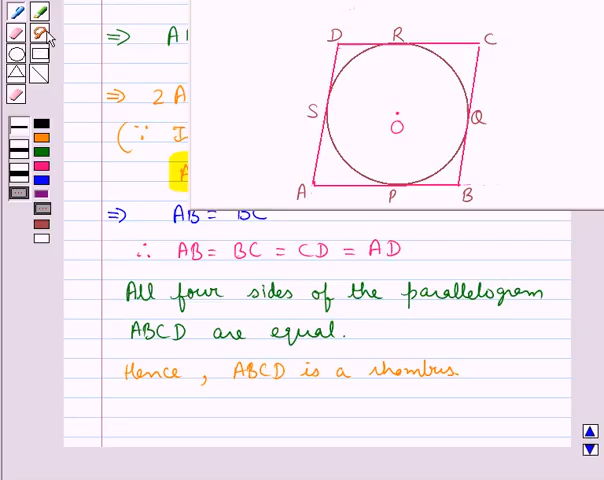 D R C
S Q
O
A P B
⇒ A
⇒ 2 A
(∵
⇒ AB = BC
∴ AB = BC = CD = AD
All four sides of the parallelogram
ABCD are equal.
Hence, ABCD is a rhombus.